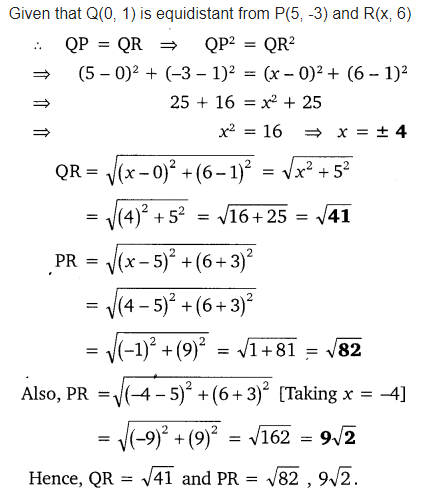 Given that Q(0, 1) is equidistant from P(5, -3) and R(x, 6)
∴ QP = QR ⇒ QP² = QR²
⇒ (5 – 0)² + (–3 – 1)² = (x – 0)² + (6 – 1)²
⇒ 25 + 16 = x² + 25
⇒ x² = 16 ⇒ x = ± 4
QR = √((x – 0)² + (6 – 1)²) = √(x² + 5²)
= √((4)² + 5²) = √(16 + 25) = √41
PR = √((x – 5)² + (6 + 3)²)
= √((4 – 5)² + (6 + 3)²)
= √((–1)² + (9)²) = √(1 + 81) = √82
Also, PR = √((–4 – 5)² + (6 + 3)²) [Taking x = –4]
= √((–9)² + (9)²) = √162 = 9√2
Hence, QR = √41 and PR = √82 , 9√2.